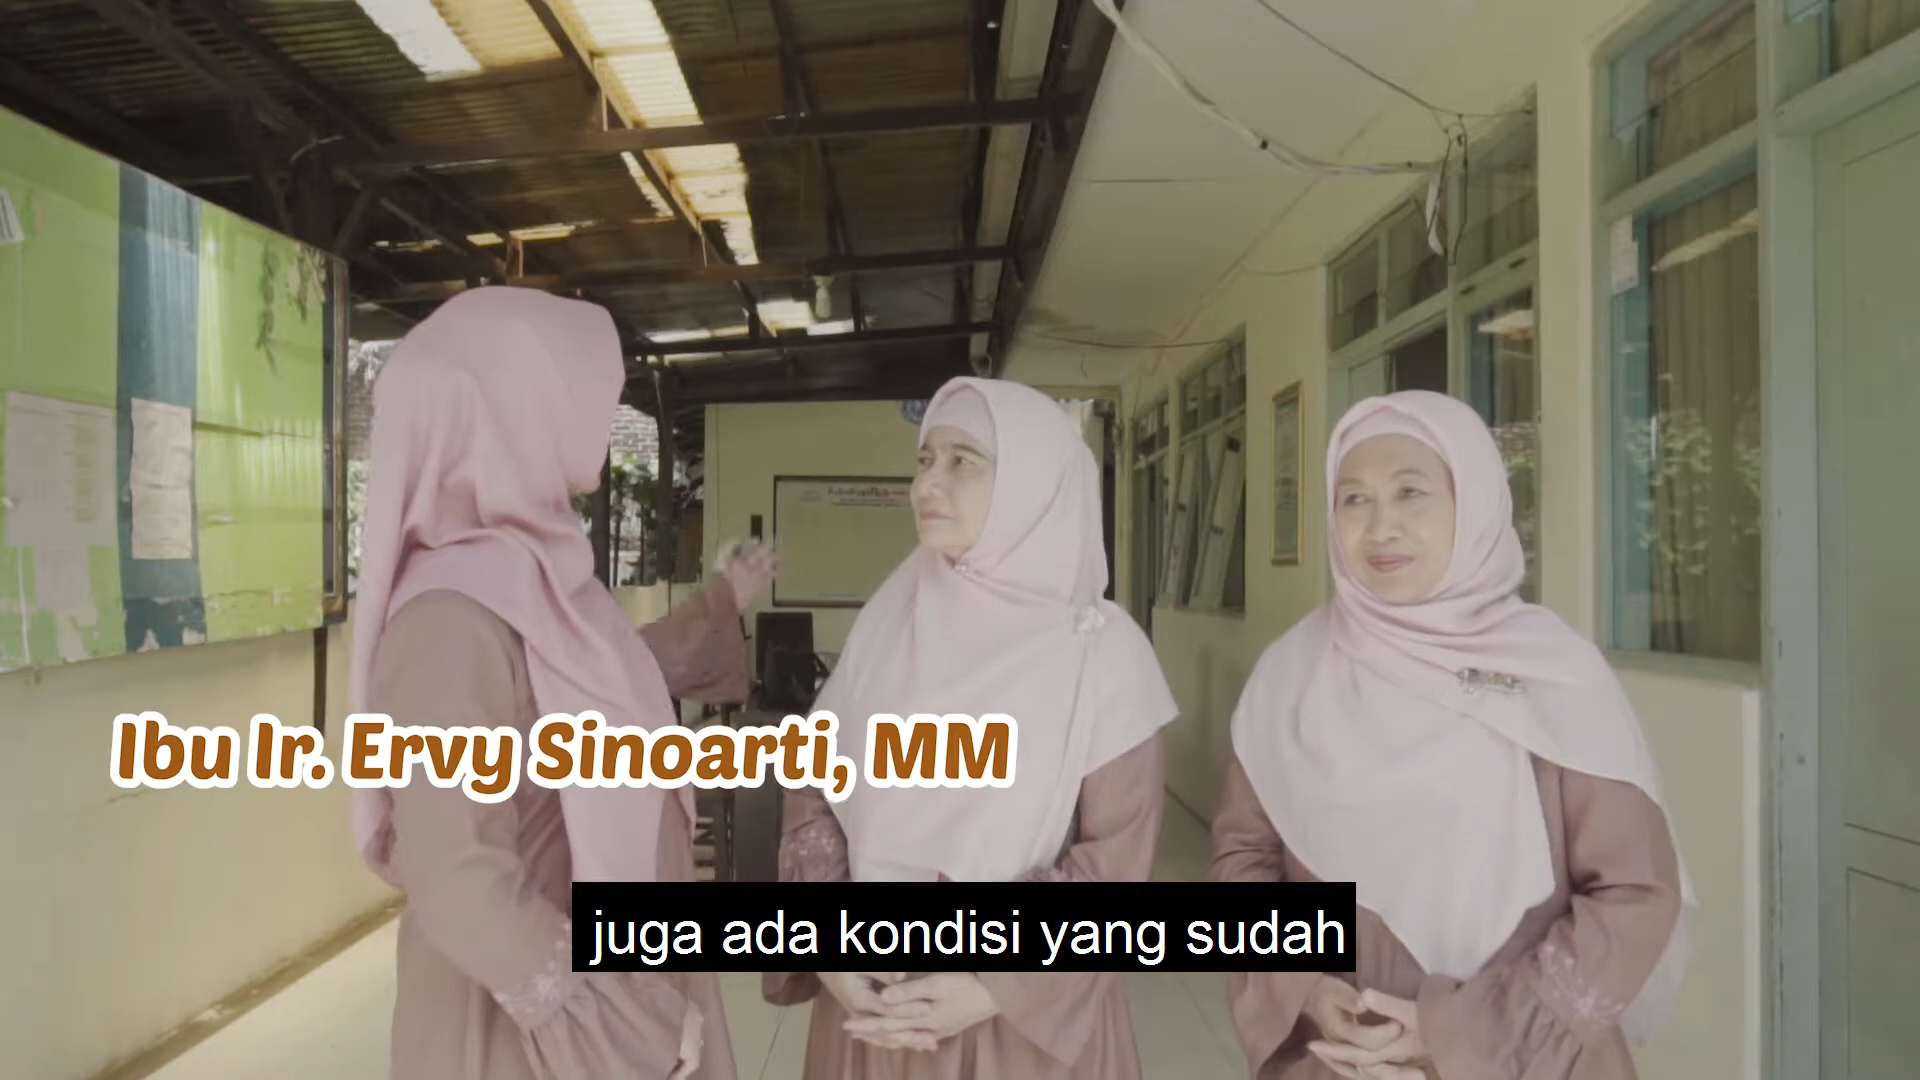 Ibu Ir. Ervy Sinoarti, MM
juga ada kondisi yang sudah